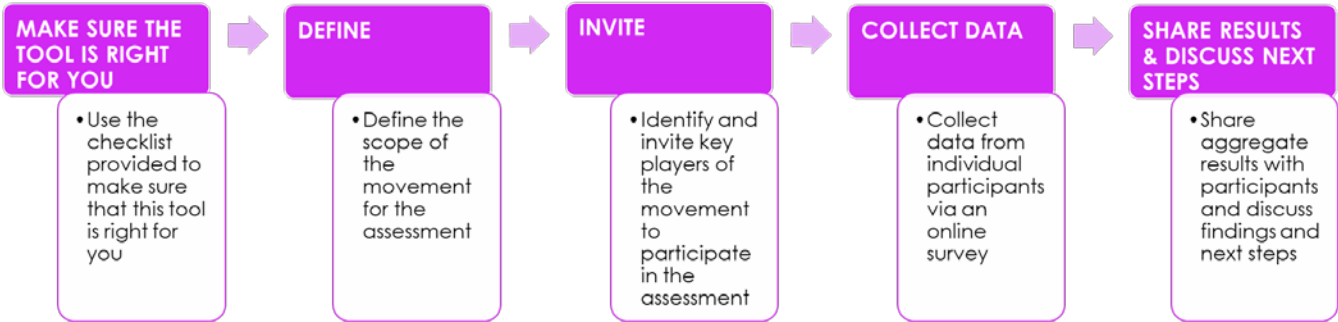 MAKE SURE THE
TOOL IS RIGHT
FOR YOU
• Use the
checklist
provided to
make sure
that this tool
is right for
you
DEFINE
• Define the
scope of
the
movement
for the
assessment
INVITE
• Identify and
invite key
players of
the
movement
to
participate
in the
assessment
COLLECT DATA
• Collect
data from
individual
participants
via an
online
survey
SHARE RESULTS
& DISCUSS NEXT
STEPS
• Share
aggregate
results with
participants
and discuss
findings and
next steps